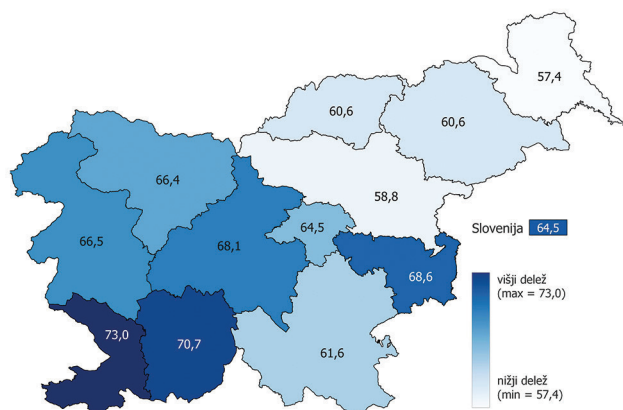 57,4
60,6
60,6
66,4
58,8
64,5
68,1
66,5
Slovenija 64,5
68,6
73,0
70,7
61,6
višji delež
(max = 73,0)
nižji delež
(min = 57,4)